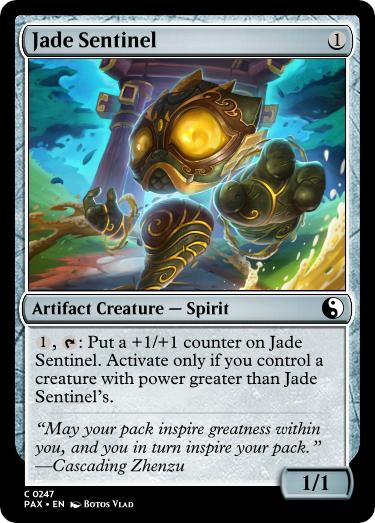 Jade Sentinel 1
Artifact Creature — Spirit
1, : Put a +1/+1 counter on Jade
Sentinel. Activate only if you control a
creature with power greater than Jade
Sentinel's.
“May your pack inspire greatness within
you, and you in turn inspire your pack.”
—Cascading Zhenzu
1/1
C 0247
PAX • EN Botos Vlad